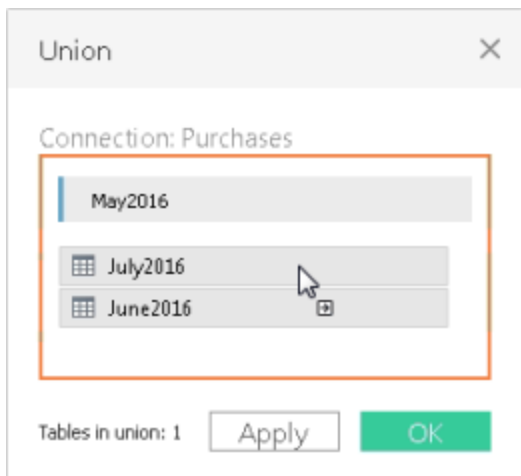 Union
Connection: Purchases
May2016
July2016
June2016
Tables in union: 1 Apply OK